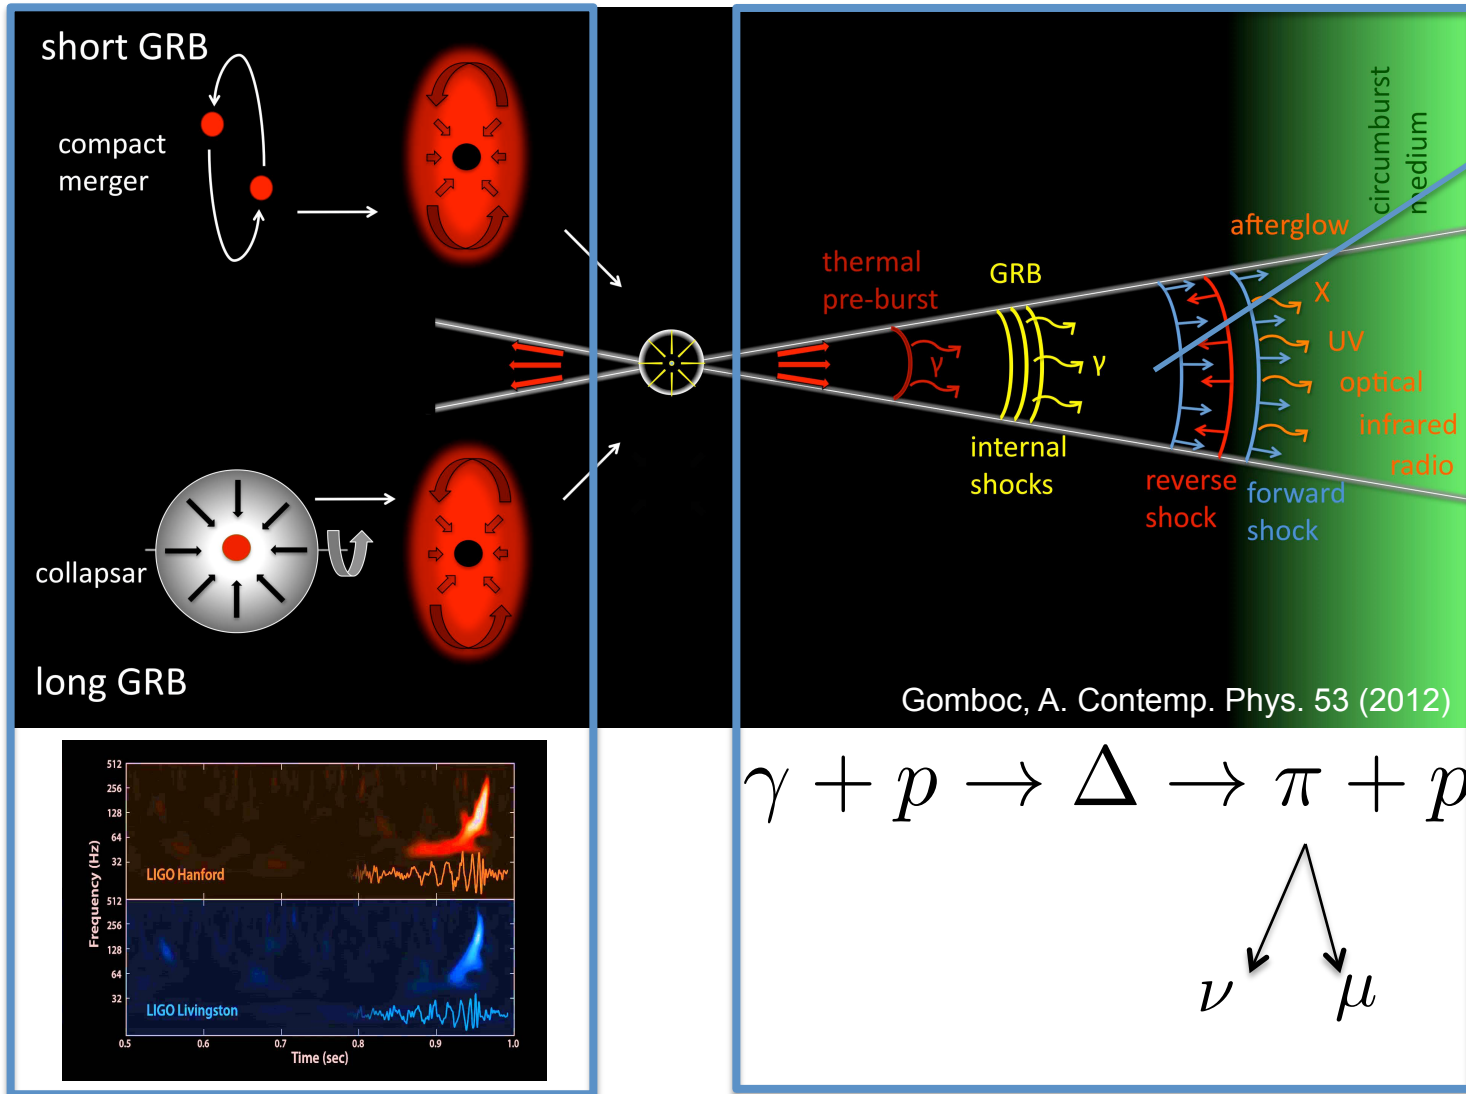 short GRB
compact
merger
collapsar
long GRB
thermal
pre-burst
γ
GRB
γ
internal
shocks
reverse
shock
forward
shock
afterglow
X
UV
optical
infrared
radio
circumburst
medium
Gomboc, A. Contemp. Phys. 53 (2012)
512
256
128
64
32
LIGO Hanford
512
256
128
64
32
LIGO Livingston
Frequency (Hz)
0.5 0.6 0.7 0.8 0.9 1.0
Time (sec)
γ + p → Δ → π + p
ν μ